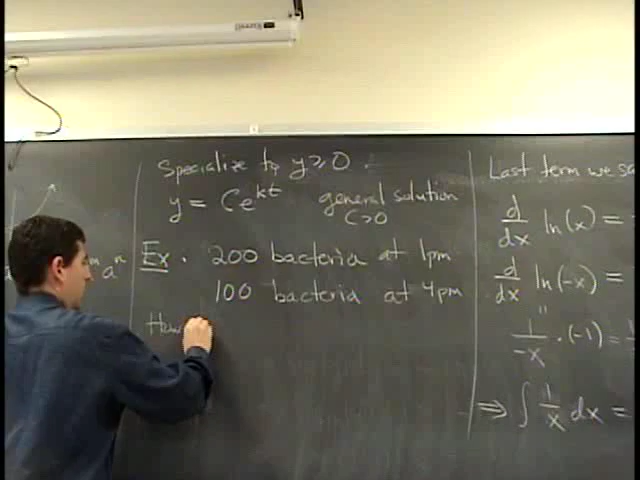 Specialize to y ≥ 0
y = Ce^{kt} general solution
C>0
Ex. 200 bacteria at 1pm
100 bacteria at 4pm
How
a^n
Last term we
d/dx ln(x) =
d/dx ln(-x) =
"
1/-x · (-1) =
⇒ ∫ 1/x dx =